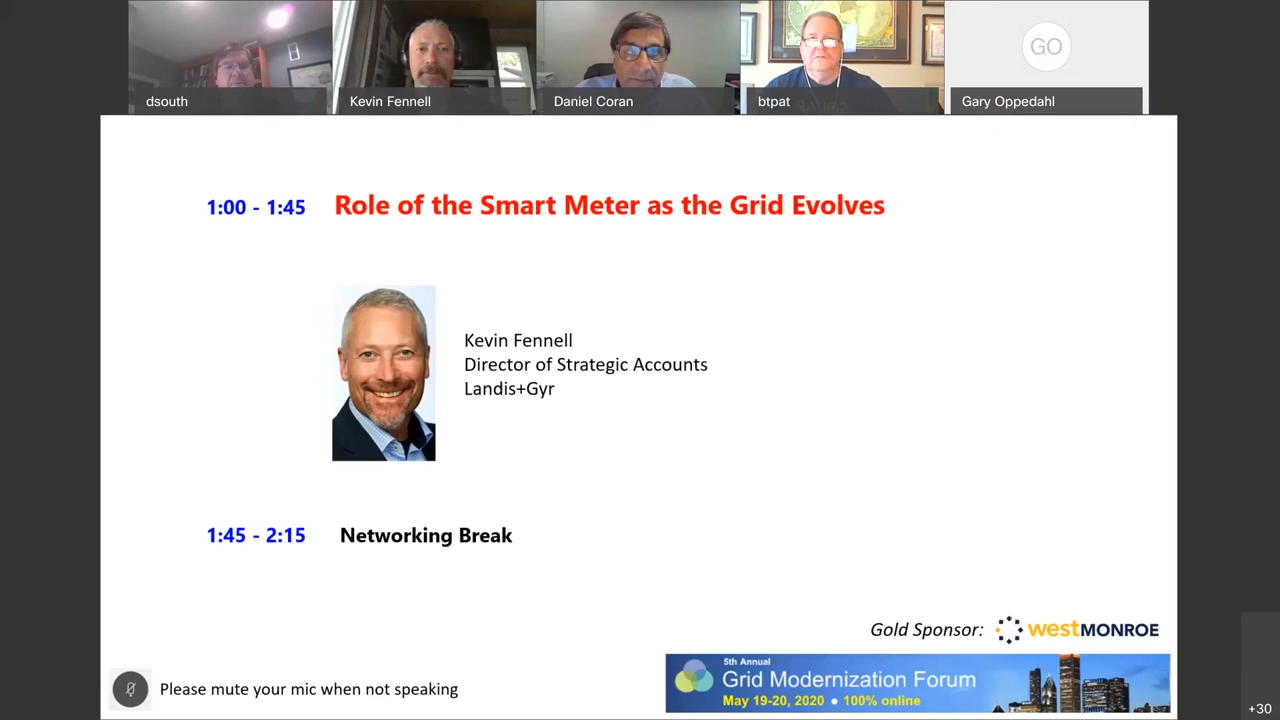 dsouth
Kevin Fennell
Daniel Coran
btpat
GO
Gary Oppedahl
1:00 - 1:45 Role of the Smart Meter as the Grid Evolves
Kevin Fennell
Director of Strategic Accounts
Landis+Gyr
1:45 - 2:15 Networking Break
Gold Sponsor: westMONROE
5th Annual
Grid Modernization Forum
May 19-20, 2020 • 100% online
Please mute your mic when not speaking
+30